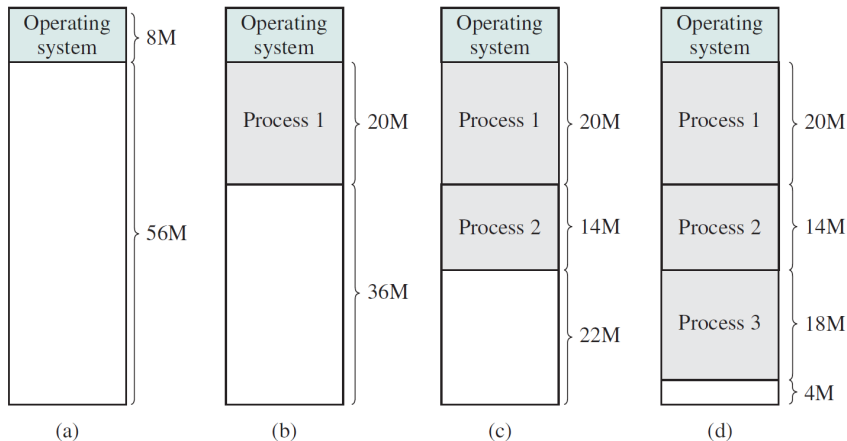 Operating
system
8M
56M
(a)
Operating
system
Process 1
20M
36M
(b)
Operating
system
Process 1
20M
Process 2
14M
22M
(c)
Operating
system
Process 1
20M
Process 2
14M
Process 3
18M
4M
(d)